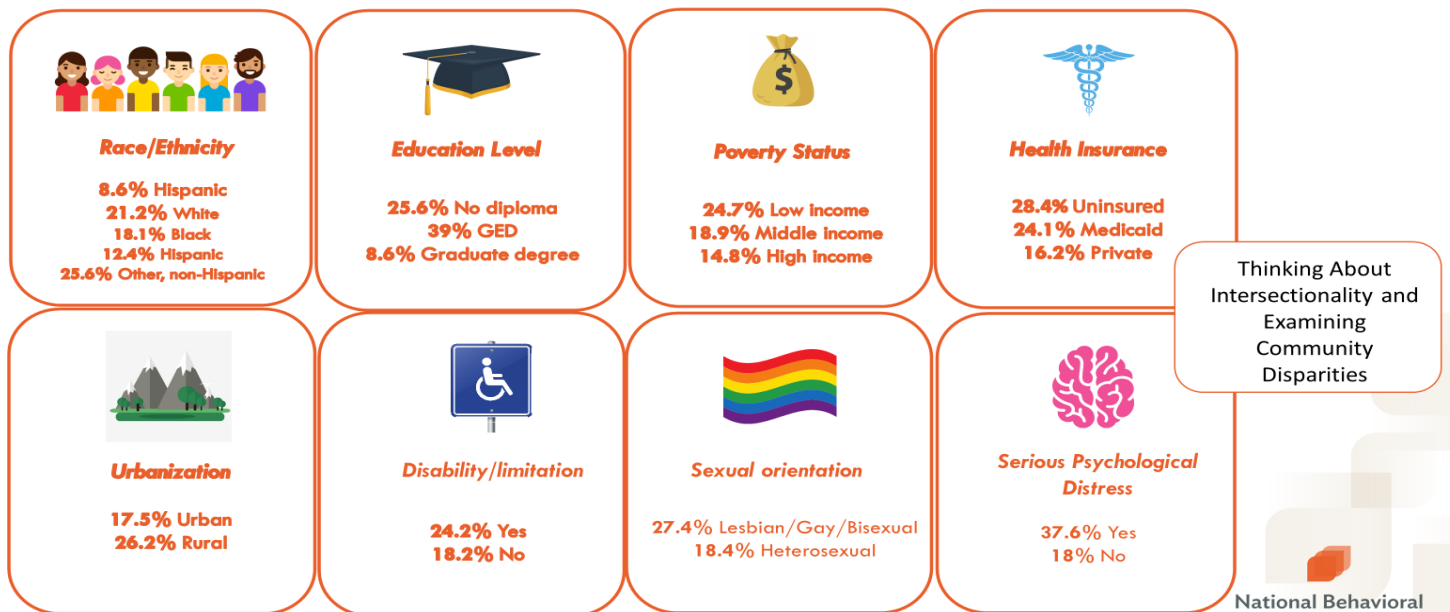 Race/Ethnicity
8.6% Hispanic
21.2% White
18.1% Black
12.4% Hispanic
25.6% Other, non-Hispanic
Education Level
25.6% No diploma
39% GED
8.6% Graduate degree
$
Poverty Status
24.7% Low income
18.9% Middle income
14.8% High income
Health Insurance
28.4% Uninsured
24.1% Medicaid
16.2% Private
Thinking About
Intersectionality and
Examining
Community
Disparities
Urbanization
17.5% Urban
26.2% Rural
Disability/limitation
24.2% Yes
18.2% No
Sexual orientation
27.4% Lesbian/Gay/Bisexual
18.4% Heterosexual
Serious Psychological
Distress
37.6% Yes
18% No
National Behavioral